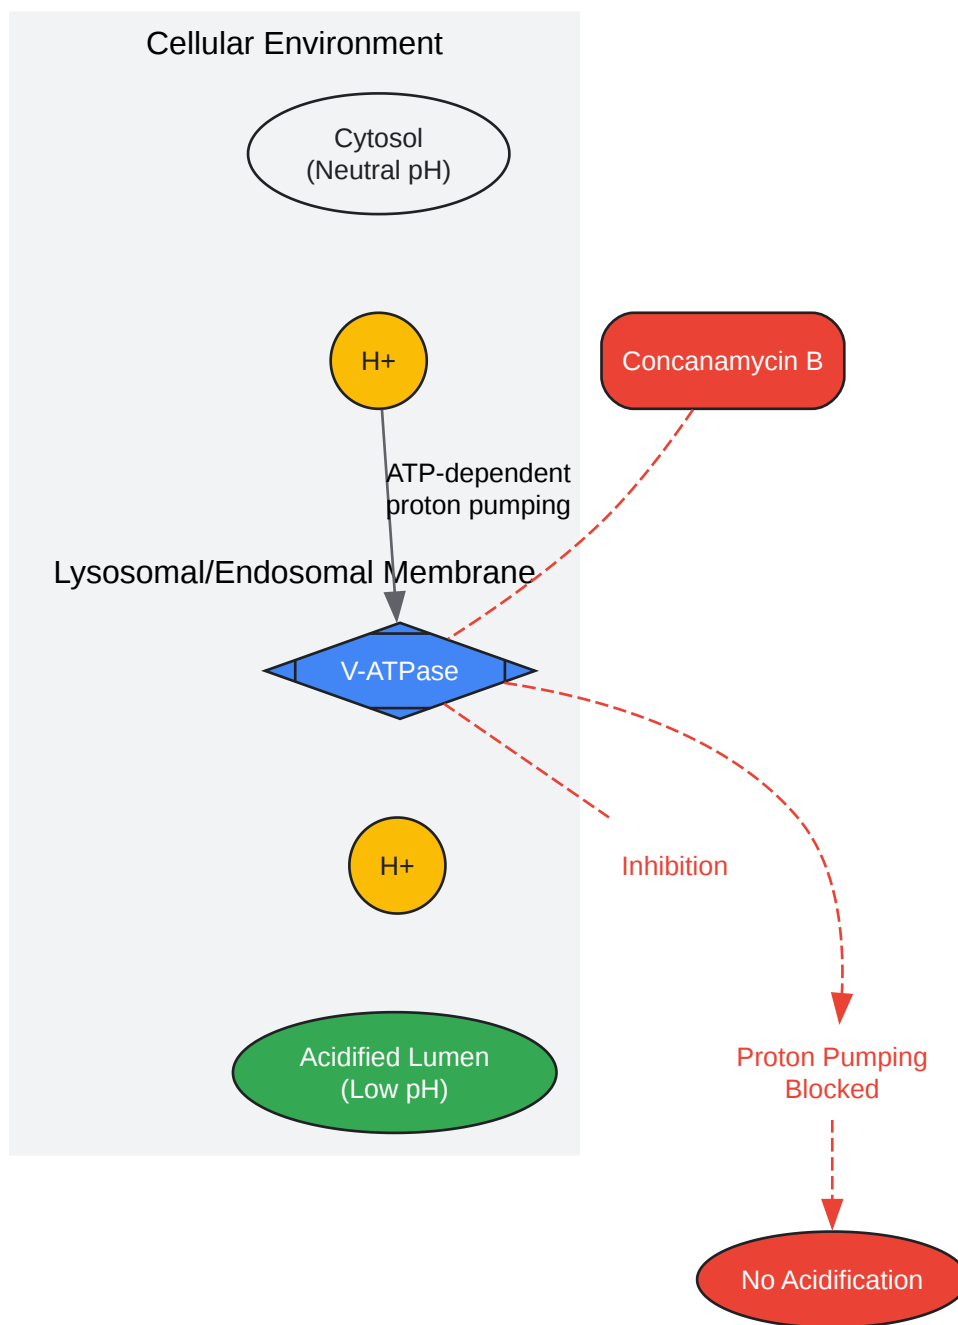 Cellular Environment
Cytosol
(Neutral pH)
H+
Concanamycin B
ATP-dependent
proton pumping
Lysosomal/Endosomal Membrane
V-ATPase
H+
Inhibition
Acidified Lumen
(Low pH)
Proton Pumping
Blocked
No Acidification